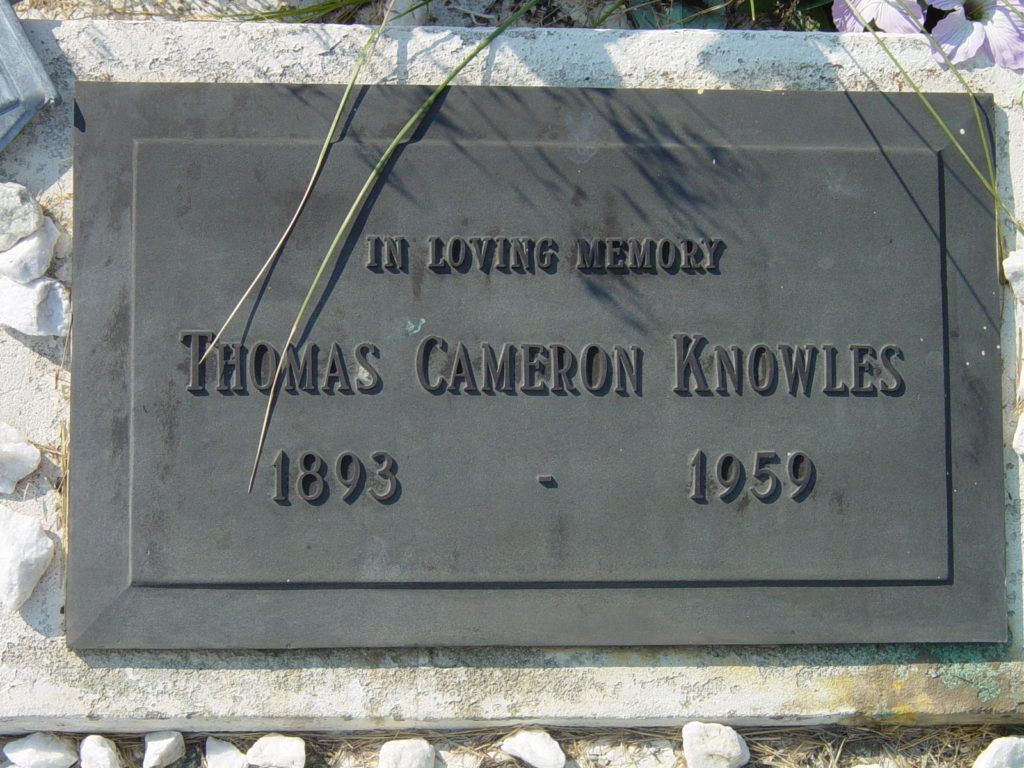 IN LOVING MEMORY
THOMAS CAMERON KNOWLES
1893 - 1959